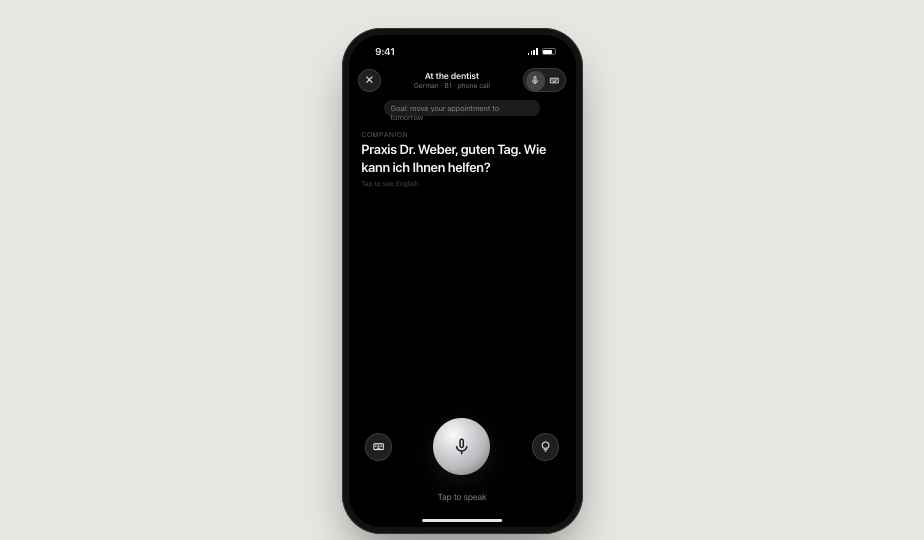 9:41
At the dentist
German · B1 · phone call
Goal: move your appointment to
tomorrow
COMPANION
Praxis Dr. Weber, guten Tag. Wie
kann ich Ihnen helfen?
Tap to see English
Tap to speak